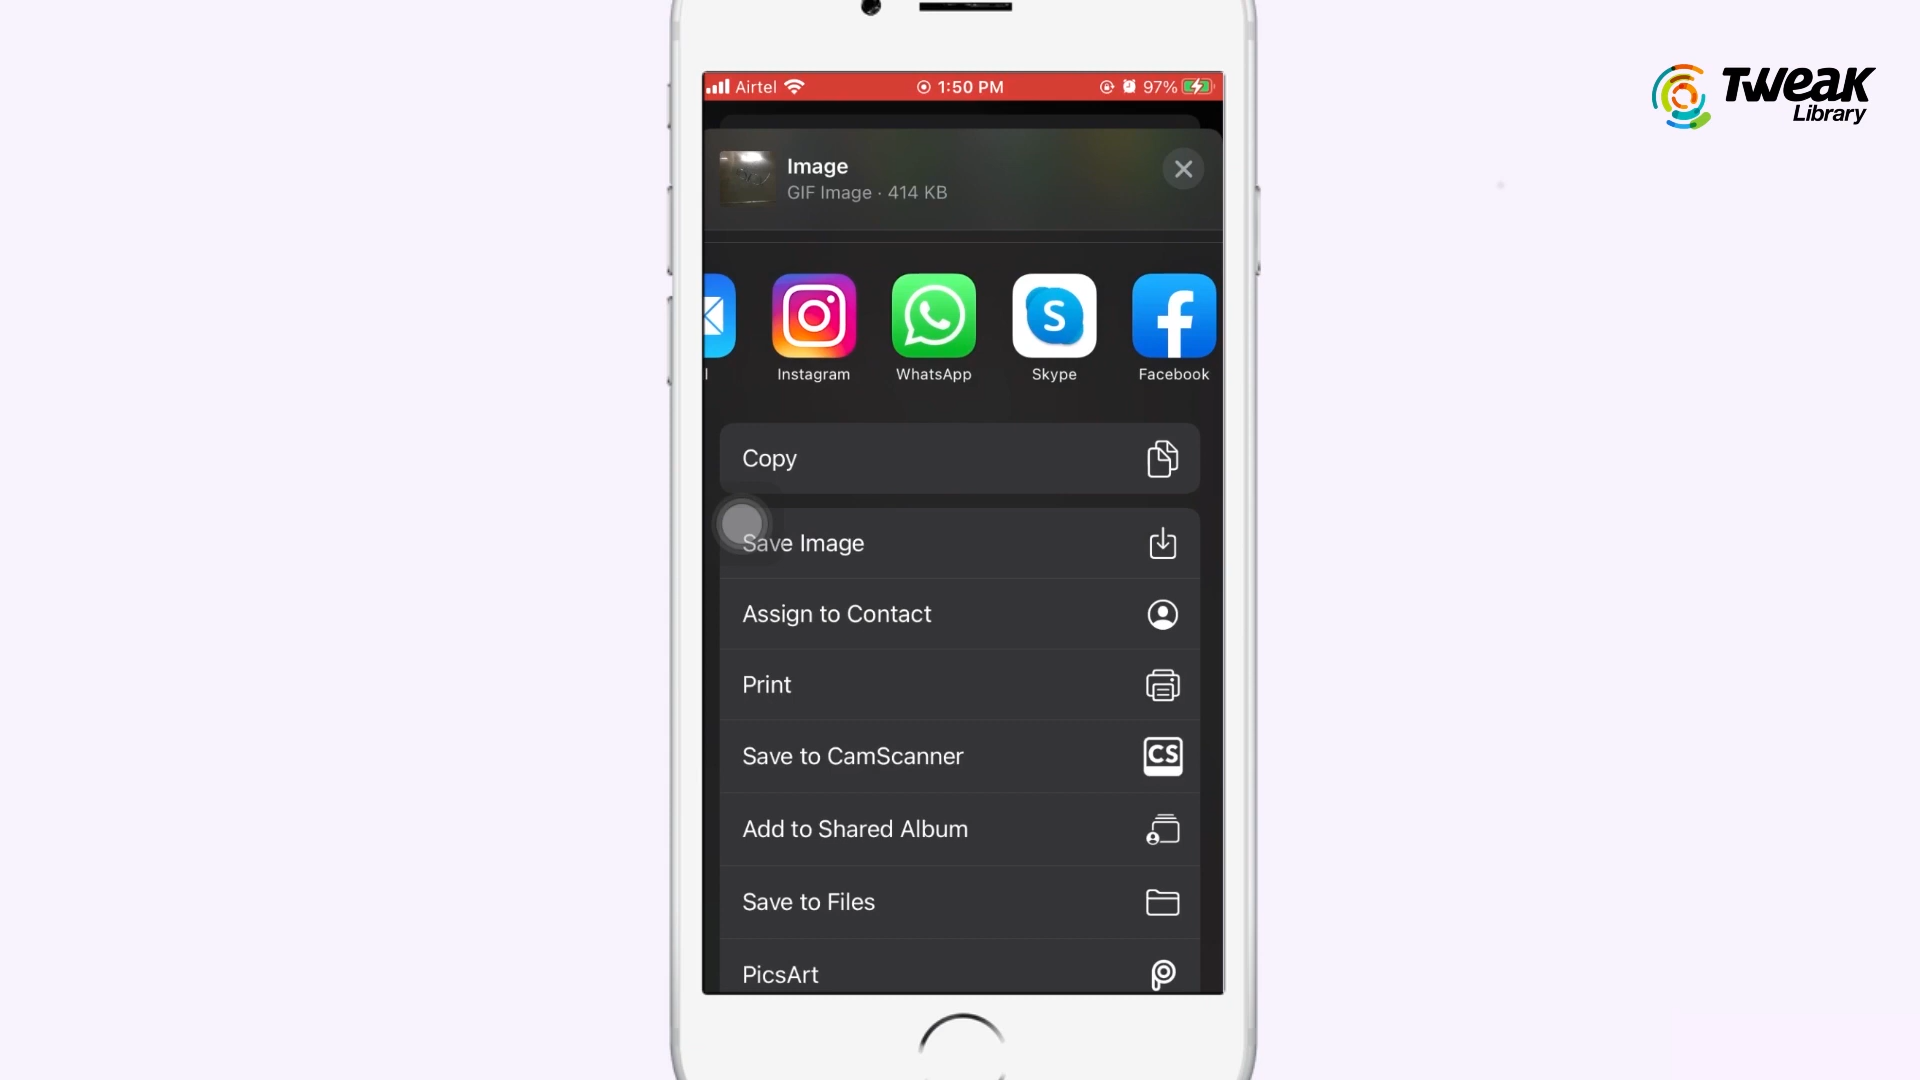 Airtel 1:50 PM 97%
TWEAK
Library
Image
GIF Image · 414 KB
l Instagram WhatsApp Skype Facebook
Copy
Save Image
Assign to Contact
Print
Save to CamScanner CS
Add to Shared Album
Save to Files
PicsArt